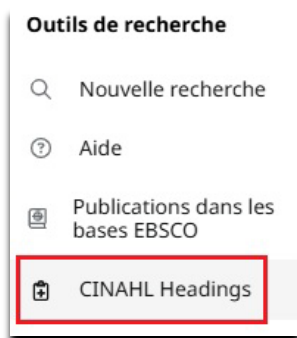 Outils de recherche
Nouvelle recherche
Aide
Publications dans les
bases EBSCO
CINAHL Headings